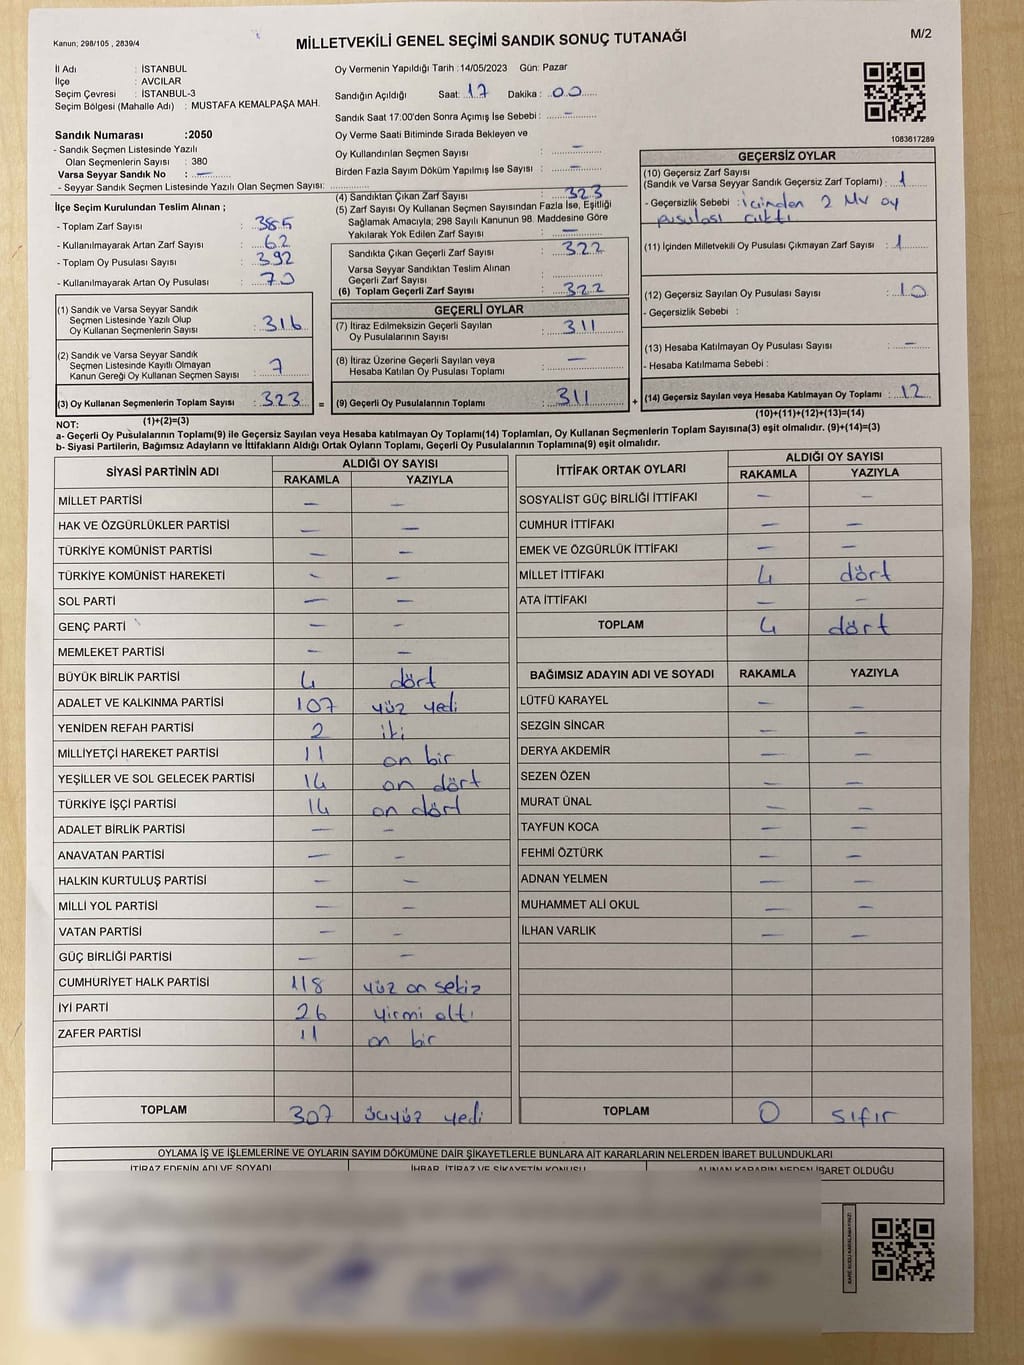 Kanun; 298/105 , 2839/4
MİLLETVEKİLİ GENEL SEÇİMİ SANDIK SONUÇ TUTANAĞI
M/2
İl Adı : İSTANBUL
İlçe : AVCILAR
Seçim Çevresi : İSTANBUL-3
Seçim Bölgesi (Mahalle Adı) : MUSTAFA KEMALPAŞA MAH.
Sandık Numarası :2050
- Sandık Seçmen Listesinde Yazılı
Olan Seçmenlerin Sayısı : 380
Varsa Seyyar Sandık No : —
- Seyyar Sandık Seçmen Listesinde Yazılı Olan Seçmen Sayısı:
Oy Vermenin Yapıldığı Tarih :14/05/2023 Gün: Pazar
Sandığın Açıldığı Saat: 17 Dakika : 00
Sandık Saat 17:00'den Sonra Açımış İse Sebebi : —
Oy Verme Saati Bitiminde Sırada Bekleyen ve
Oy Kullandırılan Seçmen Sayısı : —
Birden Fazla Sayım Döküm Yapılmış İse Sayısı : —
1083617289
İlçe Seçim Kurulundan Teslim Alınan ;
- Toplam Zarf Sayısı : 385
- Kullanılmayarak Artan Zarf Sayısı : 62
- Toplam Oy Pusulası Sayısı : 392
- Kullanılmayarak Artan Oy Pusulası : 70
(1) Sandık ve Varsa Seyyar Sandık
Seçmen Listesinde Yazılı Olup
Oy Kullanan Seçmenlerin Sayısı : 316
(2) Sandık ve Varsa Seyyar Sandık
Seçmen Listesinde Kayıtlı Olmayan
Kanun Gereği Oy Kullanan Seçmen Sayısı : 7
(3) Oy Kullanan Seçmenlerin Toplam Sayısı : 323 =
(1)+(2)=(3)
(4) Sandıktan Çıkan Zarf Sayısı : 323
(5) Zarf Sayısı Oy Kullanan Seçmen Sayısından Fazla İse, Eşitliği
Sağlamak Amacıyla; 298 Sayılı Kanunun 98. Maddesine Göre
Yakılarak Yok Edilen Zarf Sayısı : —
Sandıkta Çıkan Geçerli Zarf Sayısı : 322
Varsa Seyyar Sandıktan Teslim Alınan
Geçerli Zarf Sayısı :
(6) Toplam Geçerli Zarf Sayısı : 322
GEÇERLİ OYLAR
(7) İtiraz Edilmeksizin Geçerli Sayılan
Oy Pusulalarının Sayısı : 311
(8) İtiraz Üzerine Geçerli Sayılan veya
Hesaba Katılan Oy Pusulası Toplamı : —
(9) Geçerli Oy Pusulalarının Toplamı : 311 +
GEÇERSİZ OYLAR
(10) Geçersiz Zarf Sayısı
(Sandık ve Varsa Seyyar Sandık Geçersiz Zarf Toplamı) : 1
- Geçersizlik Sebebi : içinden 2 Mv oy
pusulası çıktı
(11) İçinden Milletvekili Oy Pusulası Çıkmayan Zarf Sayısı : 1
(12) Geçersiz Sayılan Oy Pusulası Sayısı : 10
- Geçersizlik Sebebi :
(13) Hesaba Katılmayan Oy Pusulası Sayısı : —
- Hesaba Katılmama Sebebi :
(14) Geçersiz Sayılan veya Hesaba Katılmayan Oy Toplamı : 12
(10)+(11)+(12)+(13)=(14)
NOT:
a- Geçerli Oy Pusulalarının Toplamı(9) ile Geçersiz Sayılan veya Hesaba katılmayan Oy Toplamı(14) Toplamları, Oy Kullanan Seçmenlerin Toplam Sayısına(3) eşit olmalıdır. (9)+(14)=(3)
b- Siyasi Partilerin, Bağımsız Adayların ve İttifakların Aldığı Ortak Oyların Toplamı, Geçerli Oy Pusulalarının Toplamına(9) eşit olmalıdır.
SİYASİ PARTİNİN ADI ALDIĞI OY SAYISI
RAKAMLA YAZIYLA
MİLLET PARTİSİ — —
HAK VE ÖZGÜRLÜKLER PARTİSİ — —
TÜRKİYE KOMÜNİST PARTİSİ — —
TÜRKİYE KOMÜNİST HAREKETİ — —
SOL PARTİ — —
GENÇ PARTİ — —
MEMLEKET PARTİSİ — —
BÜYÜK BİRLİK PARTİSİ 4 dört
ADALET VE KALKINMA PARTİSİ 107 yüz yedi
YENİDEN REFAH PARTİSİ 2 iki
MİLLİYETÇİ HAREKET PARTİSİ 11 on bir
YEŞİLLER VE SOL GELECEK PARTİSİ 14 on dört
TÜRKİYE İŞÇİ PARTİSİ 14 on dört
ADALET BİRLİK PARTİSİ — —
ANAVATAN PARTİSİ — —
HALKIN KURTULUŞ PARTİSİ — —
MİLLİ YOL PARTİSİ — —
VATAN PARTİSİ — —
GÜÇ BİRLİĞİ PARTİSİ — —
CUMHURİYET HALK PARTİSİ 118 yüz on sekiz
İYİ PARTİ 26 yirmi altı
ZAFER PARTİSİ 11 on bir
TOPLAM 307 üçyüz yedi
İTTİFAK ORTAK OYLARI ALDIĞI OY SAYISI
RAKAMLA YAZIYLA
SOSYALİST GÜÇ BİRLİĞİ İTTİFAKI — —
CUMHUR İTTİFAKI — —
EMEK VE ÖZGÜRLÜK İTTİFAKI — —
MİLLET İTTİFAKI 4 dört
ATA İTTİFAKI — —
TOPLAM 4 dört
BAĞIMSIZ ADAYIN ADI VE SOYADI RAKAMLA YAZIYLA
LÜTFÜ KARAYEL — —
SEZGİN SİNCAR — —
DERYA AKDEMİR — —
SEZEN ÖZEN — —
MURAT ÜNAL — —
TAYFUN KOCA — —
FEHMİ ÖZTÜRK — —
ADNAN YELMEN — —
MUHAMMET ALİ OKUL — —
İLHAN VARLIK — —
TOPLAM 0 sıfır
OYLAMA İŞ VE İŞLEMLERİNE VE OYLARIN SAYIM DÖKÜMÜNE DAİR ŞİKAYETLERLE BUNLARA AİT KARARLARIN NELERDEN İBARET BULUNDUKLARI
İTİRAZ EDENİN ADI VE SOYADI İHBAR, İTİRAZ VE ŞİKAYETİN KONUSU ALINAN KARARIN NEDEN İBARET OLDUĞU
KARE KODU KARALAMAYINIZ!